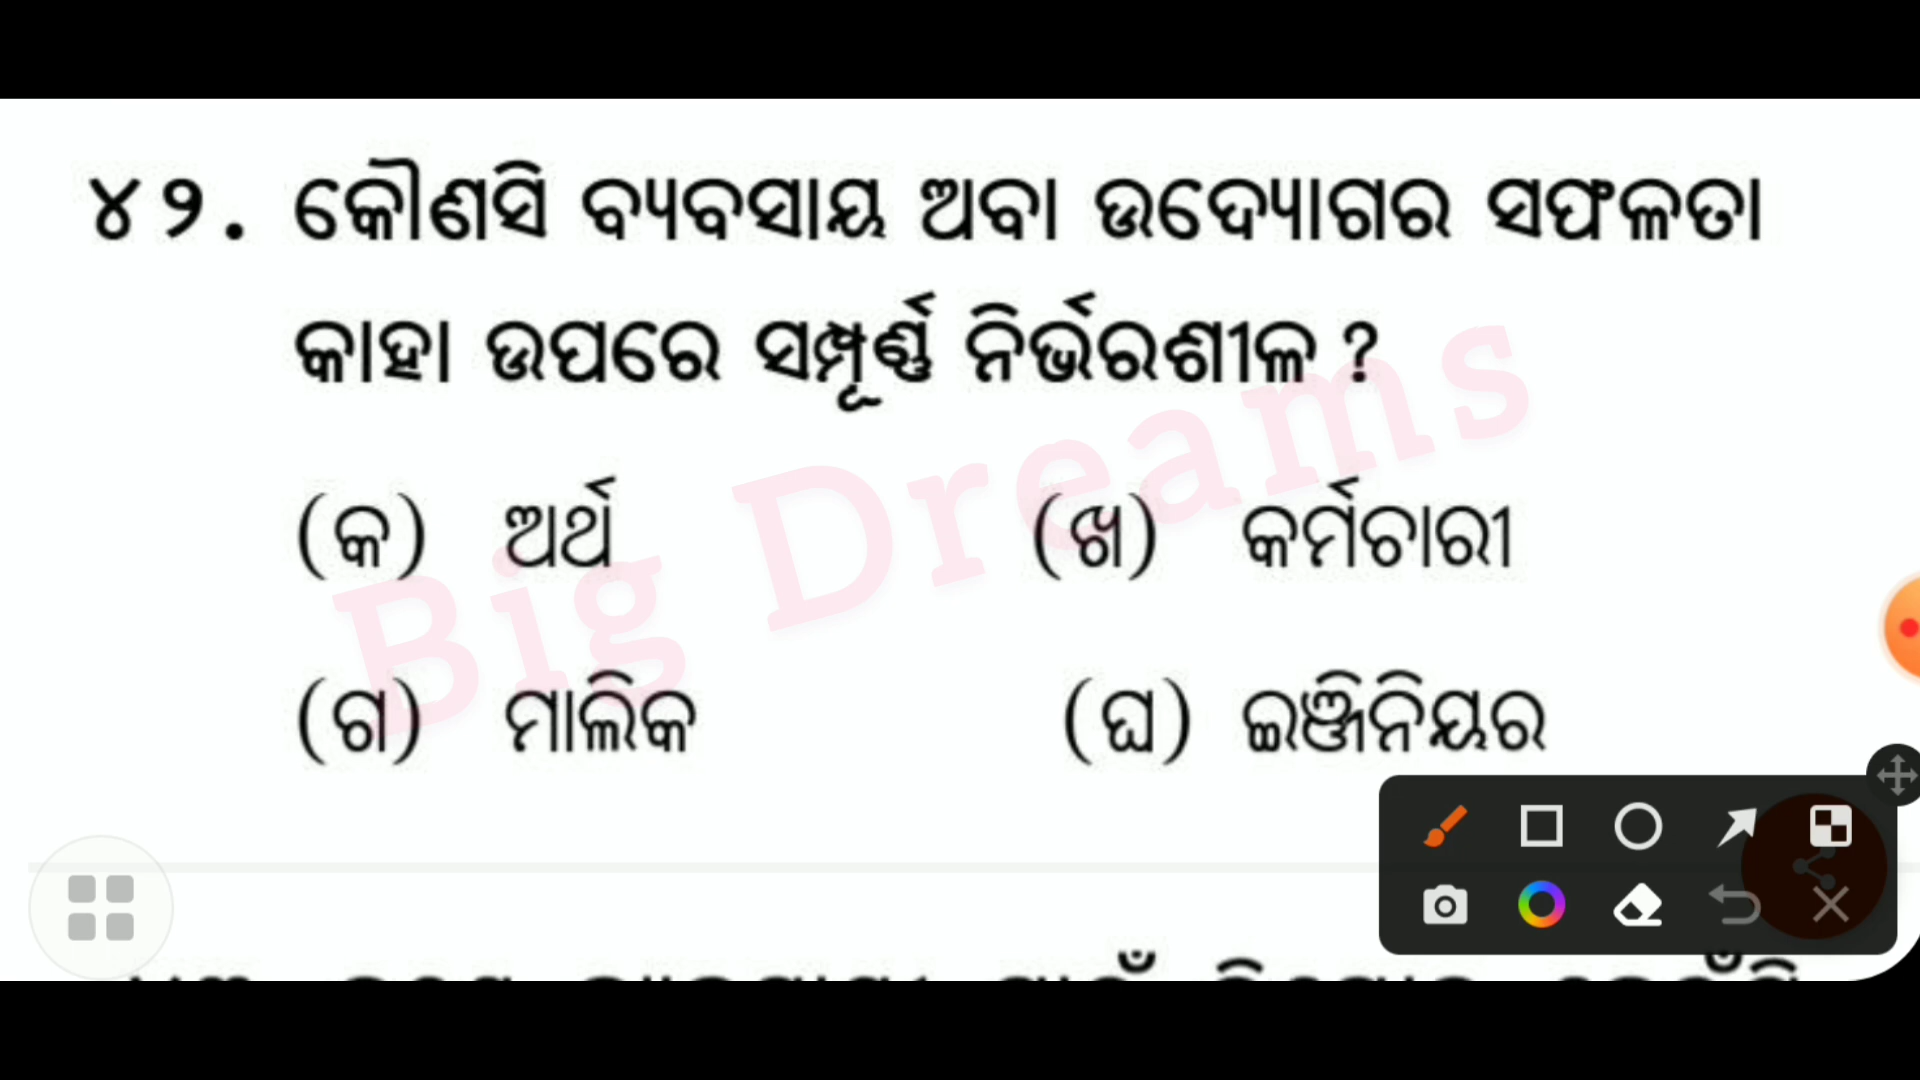 ୪୨. କୌଣସି ବ୍ୟବସାୟ ଅବା ଉଦ୍ୟୋଗର ସଫଳତା
କାହା ଉପରେ ସମ୍ପୂର୍ଣ୍ଣ ନିର୍ଭରଶୀଳ ?
(କ) ଅର୍ଥ (ଖ) କର୍ମଚାରୀ
(ଗ) ମାଲିକ (ଘ) ଇଞ୍ଜିନିୟର
Big Dreams